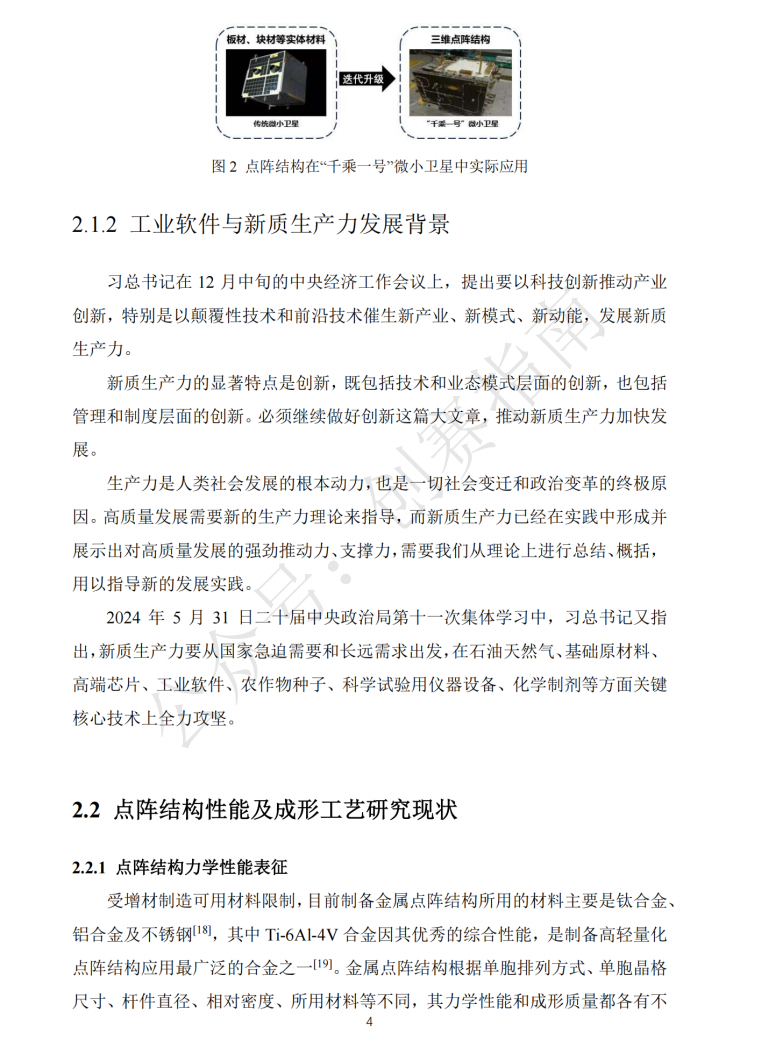 板材、块材等实体材料
传统微小卫星
迭代升级
三维点阵结构
“千乘一号”微小卫星
图 2 点阵结构在“千乘一号”微小卫星中实际应用
2.1.2 工业软件与新质生产力发展背景
习总书记在 12 月中旬的中央经济工作会议上，提出要以科技创新推动产业
创新，特别是以颠覆性技术和前沿技术催生新产业、新模式、新动能，发展新质
生产力。
新质生产力的显著特点是创新，既包括技术和业态模式层面的创新，也包括
管理和制度层面的创新。必须继续做好创新这篇大文章，推动新质生产力加快发
展。
生产力是人类社会发展的根本动力，也是一切社会变迁和政治变革的终极原
因。高质量发展需要新的生产力理论来指导，而新质生产力已经在实践中形成并
展示出对高质量发展的强劲推动力、支撑力，需要我们从理论上进行总结、概括，
用以指导新的发展实践。
2024 年 5 月 31 日二十届中央政治局第十一次集体学习中，习总书记又指
出，新质生产力要从国家急迫需要和长远需求出发，在石油天然气、基础原材料、
高端芯片、工业软件、农作物种子、科学试验用仪器设备、化学制剂等方面关键
核心技术上全力攻坚。
公众号：创赛指南
2.2 点阵结构性能及成形工艺研究现状
2.2.1 点阵结构力学性能表征
受增材制造可用材料限制，目前制备金属点阵结构所用的材料主要是钛合金、
铝合金及不锈钢[18]，其中 Ti-6Al-4V 合金因其优秀的综合性能，是制备高轻量化
点阵结构应用最广泛的合金之一[19]。金属点阵结构根据单胞排列方式、单胞晶格
尺寸、杆件直径、相对密度、所用材料等不同，其力学性能和成形质量都各有不
4